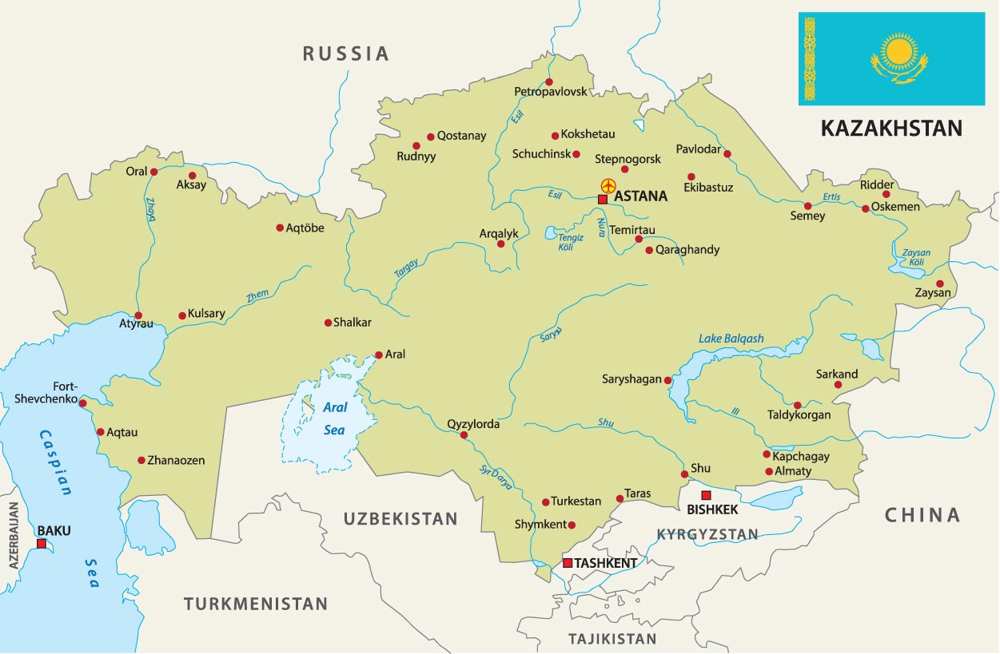 RUSSIA
KAZAKHSTAN
Petropavlovsk
Esil
Qostanay
Rudnyy
Kokshetau
Schuchinsk
Stepnogorsk
Pavlodar
Oral
Aksay
Ekibastuz
Ridder
ASTANA
Esil
Ertis
Oskemen
Semey
Zhayq
Aqtöbe
Arqalyk
Nura
Temirtau
Tengiz
Köli
Qaraghandy
Zaysan
Köli
Targay
Zaysan
Zhem
Kulsary
Atyrau
Shalkar
Sarysu
Lake Balqash
Aral
Saryshagan
Sarkand
Fort-
Shevchenko
Aral
Sea
Ili
Taldykorgan
Qyzylorda
Shu
Aqtau
Caspian
Zhanaozen
Kapchagay
Almaty
Shu
Syr Darya
Turkestan
Taras
BISHKEK
UZBEKISTAN
Shymkent
KYRGYZSTAN
CHINA
AZERBAIJAN
BAKU
Sea
TASHKENT
TURKMENISTAN
TAJIKISTAN